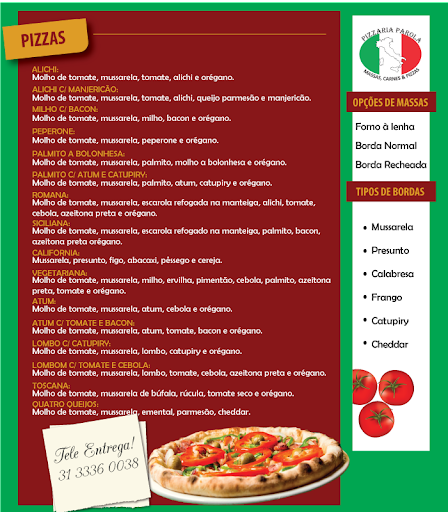 PIZZAS
ALICHI:
Molho de tomate, mussarela, tomate, alichi e orégano.
ALICHI C/ MANJERICÃO:
Molho de tomate, mussarela, tomate, alichi, queijo parmesão e manjericão.
MILHO C/ BACON:
Molho de tomate, mussarela, milho, bacon e orégano.
PEPERONE:
Molho de tomate, mussarela, peperone e orégano.
PALMITO A BOLONHESA:
Molho de tomate, mussarela, palmito, molho a bolonhesa e orégano.
PALMITO C/ ATUM E CATUPIRY:
Molho de tomate, mussarela, palmito, atum, catupiry e orégano.
ROMANA:
Molho de tomate, mussarela, escarola refogada na manteiga, alichi, tomate,
cebola, azeitona preta e orégano.
SICILIANA:
Molho de tomate, mussarela, escarola refogado na manteiga, palmito, bacon,
azeitona preta orégano.
CALIFORNIA:
Mussarela, presunto, figo, abacaxi, pêssego e cereja.
VEGETARIANA:
Molho de tomate, mussarela, milho, ervilha, pimentão, cebola, palmito, azeitona
preta, tomate e orégano.
ATUM:
Molho de tomate, mussarela, atum, cebola e orégano.
ATUM C/ TOMATE E BACON:
Molho de tomate, mussarela, atum, tomate, bacon e orégano.
LOMBO C/ CATUPIRY:
Molho de tomate, mussarela, lombo, catupiry e orégano.
LOMBOM C/ TOMATE E CEBOLA:
Molho de tomate, mussarela, lombo, tomate, cebola, azeitona preta e orégano.
TOSCANA:
Molho de tomate, mussarela de búfala, rúcula, tomate seco e orégano.
QUATRO QUEIJOS:
Molho de tomate, mussarela, emental, parmesão, cheddar.
Tele Entrega!
31 3336 0038
PIZZARIA PAROLA
MASSAS, CARNES & PIZZAS
OPÇÕES DE MASSAS
Forno à lenha
Borda Normal
Borda Recheada
TIPOS DE BORDAS
• Mussarela
• Presunto
• Calabresa
• Frango
• Catupiry
• Cheddar